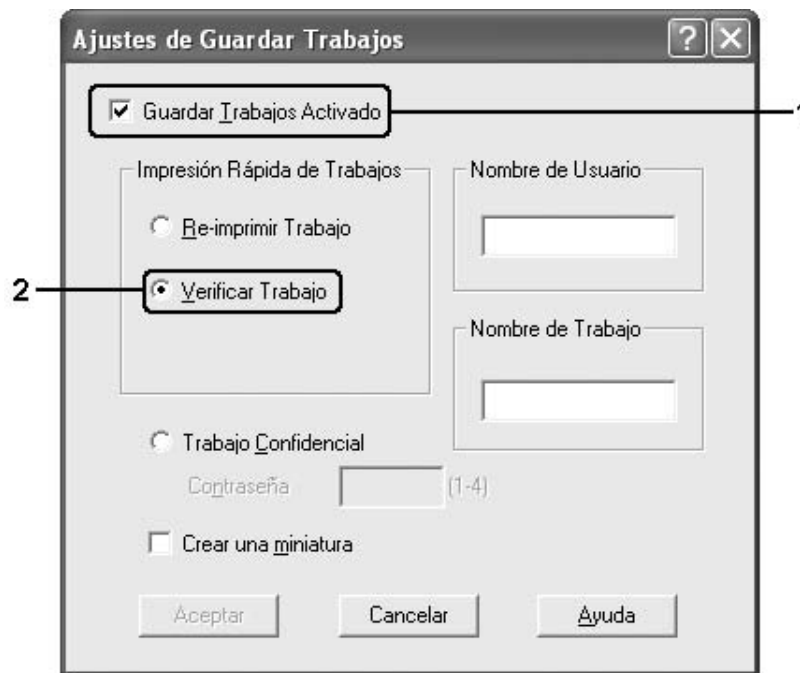 Ajustes de Guardar Trabajos
Guardar Trabajos Activado
1
Impresión Rápida de Trabajos
Nombre de Usuario
Re-imprimir Trabajo
2
Verificar Trabajo
Nombre de Trabajo
Trabajo Confidencial
Contraseña
(1-4)
Crear una miniatura
Aceptar
Cancelar
Ayuda